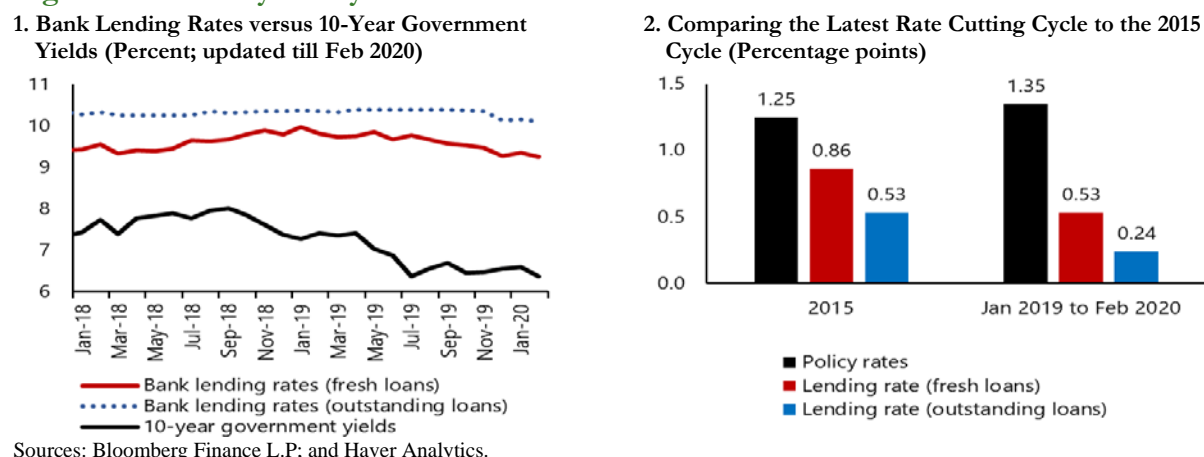 1. Bank Lending Rates versus 10-Year Government
Yields (Percent; updated till Feb 2020)
11
10
9
8
7
6
Jan-18
Mar-18
May-18
Jul-18
Sep-18
Nov-18
Jan-19
Mar-19
May-19
Jul-19
Sep-19
Nov-19
Jan-20
Bank lending rates (fresh loans)
Bank lending rates (outstanding loans)
10-year government yields
2. Comparing the Latest Rate Cutting Cycle to the 2015
Cycle (Percentage points)
1.5
1.0
0.5
0.0
1.25
0.86
0.53
1.35
0.53
0.24
2015
Jan 2019 to Feb 2020
Policy rates
Lending rate (fresh loans)
Lending rate (outstanding loans)
Sources: Bloomberg Finance L.P; and Haver Analytics.